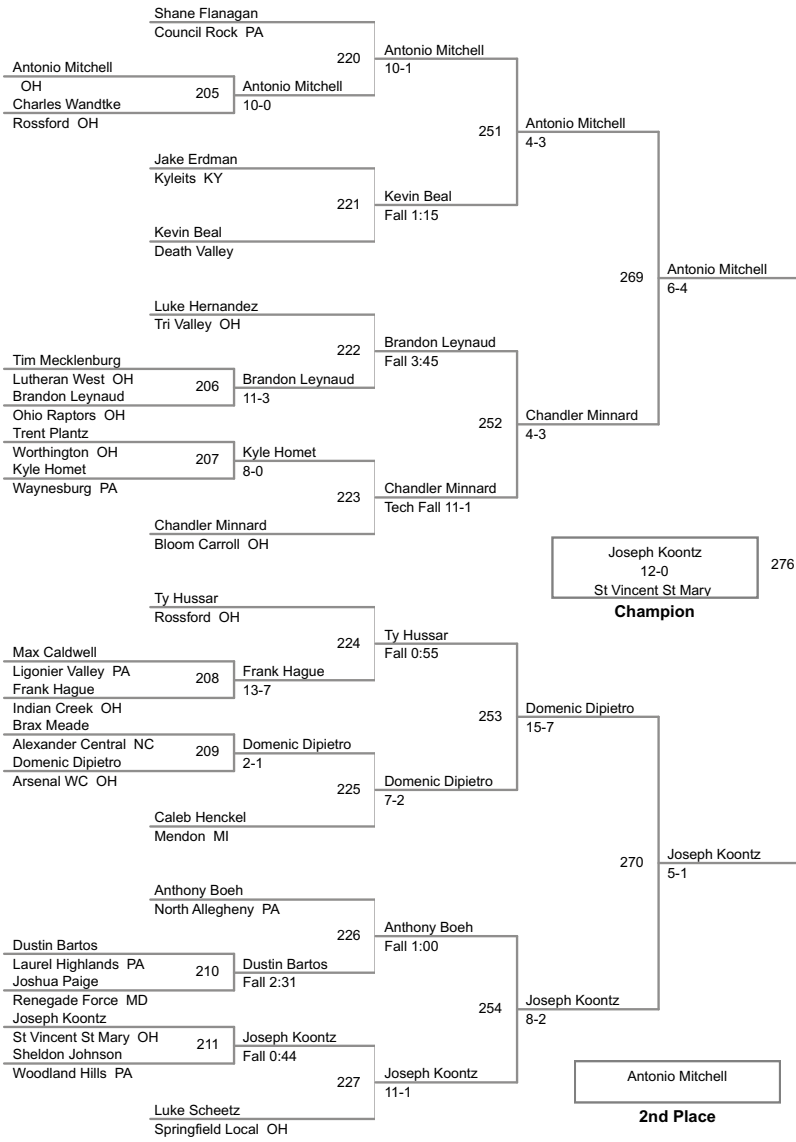 Shane Flanagan
Council Rock PA
220
Antonio Mitchell
10-1
Antonio Mitchell
OH
205
Charles Wandtke
Rossford OH
Antonio Mitchell
10-0
251
Antonio Mitchell
4-3
Jake Erdman
Kyleits KY
221
Kevin Beal
Fall 1:15
Kevin Beal
Death Valley
269
Antonio Mitchell
6-4
Luke Hernandez
Tri Valley OH
222
Brandon Leynaud
Fall 3:45
Tim Mecklenburg
Lutheran West OH
206
Brandon Leynaud
Ohio Raptors OH
Brandon Leynaud
11-3
252
Chandler Minnard
4-3
Trent Plantz
Worthington OH
207
Kyle Homet
Waynesburg PA
Kyle Homet
8-0
223
Chandler Minnard
Tech Fall 11-1
Chandler Minnard
Bloom Carroll OH
Joseph Koontz
12-0
St Vincent St Mary
276
Champion
Ty Hussar
Rossford OH
224
Ty Hussar
Fall 0:55
Max Caldwell
Ligonier Valley PA
208
Frank Hague
Indian Creek OH
Frank Hague
13-7
253
Domenic Dipietro
15-7
Brax Meade
Alexander Central NC
209
Domenic Dipietro
Arsenal WC OH
Domenic Dipietro
2-1
225
Domenic Dipietro
7-2
Caleb Henckel
Mendon MI
270
Joseph Koontz
5-1
Anthony Boeh
North Allegheny PA
226
Anthony Boeh
Fall 1:00
Dustin Bartos
Laurel Highlands PA
210
Joshua Paige
Renegade Force MD
Dustin Bartos
Fall 2:31
254
Joseph Koontz
8-2
Joseph Koontz
St Vincent St Mary OH
211
Sheldon Johnson
Woodland Hills PA
Joseph Koontz
Fall 0:44
227
Joseph Koontz
11-1
Luke Scheetz
Springfield Local OH
Antonio Mitchell
2nd Place